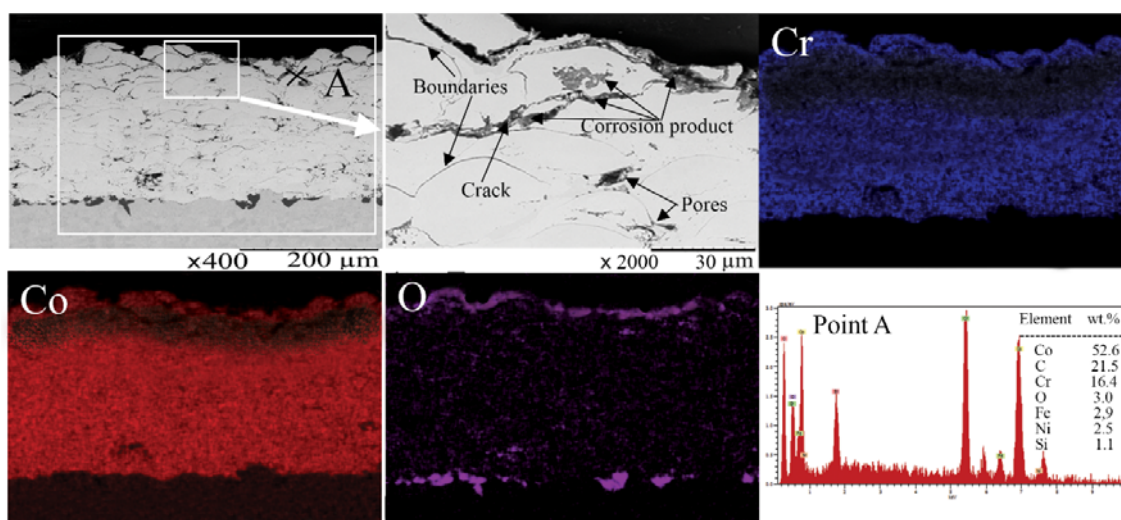 A
×400 200 μm
Boundaries
Corrosion product
Crack
Pores
× 2000 30 μm
Cr
Co
O
Point A
Element wt.%
Co 52.6
C 21.5
Cr 16.4
O 3.0
Fe 2,9
Ni 2.5
Si 1.1
1